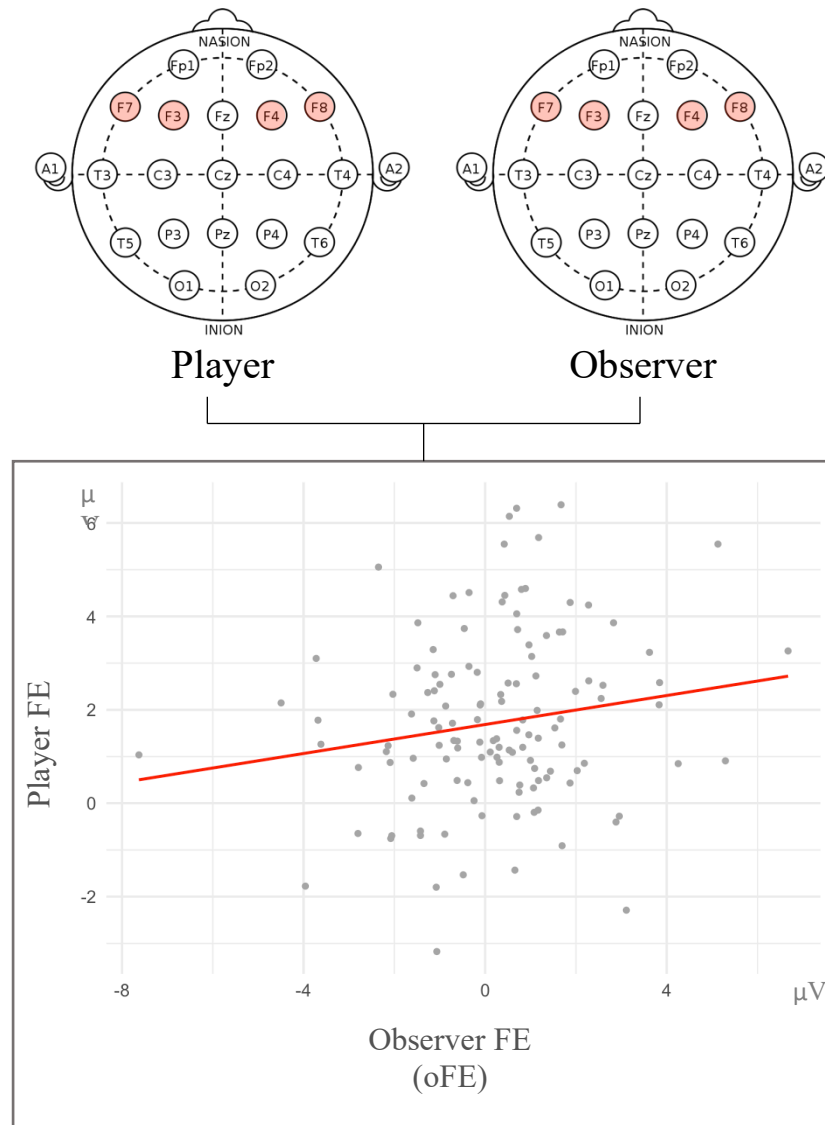 NASION NASION
Fp1 Fp2 Fp1 Fp2
F7 F3 Fz F4 F8 F7 F3 Fz F4 F8
A1 T3 C3 Cz C4 T4 A2 A1 T3 C3 Cz C4 T4 A2
T5 P3 Pz P4 T6 T5 P3 Pz P4 T6
O1 O2 O1 O2
INION INION
Player Observer
μ
6
4
2
0
-2
Player FE
-8 -4 0 4 μV
Observer FE
(oFE)